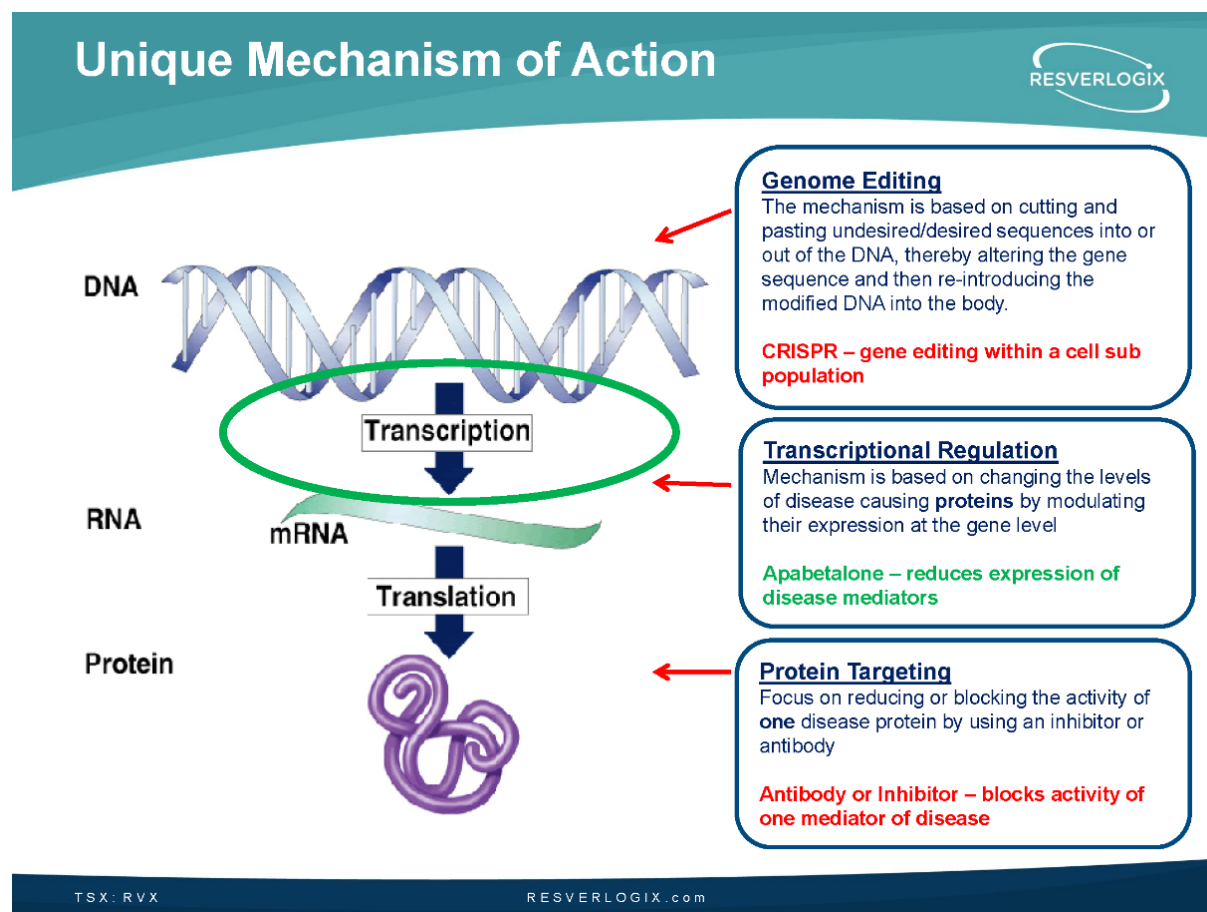 Unique Mechanism of Action
RESVERLOGIX
Genome Editing
The mechanism is based on cutting and
pasting undesired/desired sequences into or
out of the DNA, thereby altering the gene
sequence and then re-introducing the
modified DNA into the body.
CRISPR – gene editing within a cell sub
population
DNA
Transcription
Transcriptional Regulation
Mechanism is based on changing the levels
of disease causing proteins by modulating
their expression at the gene level
Apabetalone – reduces expression of
disease mediators
RNA
mRNA
Translation
Protein
Protein Targeting
Focus on reducing or blocking the activity of
one disease protein by using an inhibitor or
antibody
Antibody or Inhibitor – blocks activity of
one mediator of disease
TSX: RVX
RESVERLOGIX.com